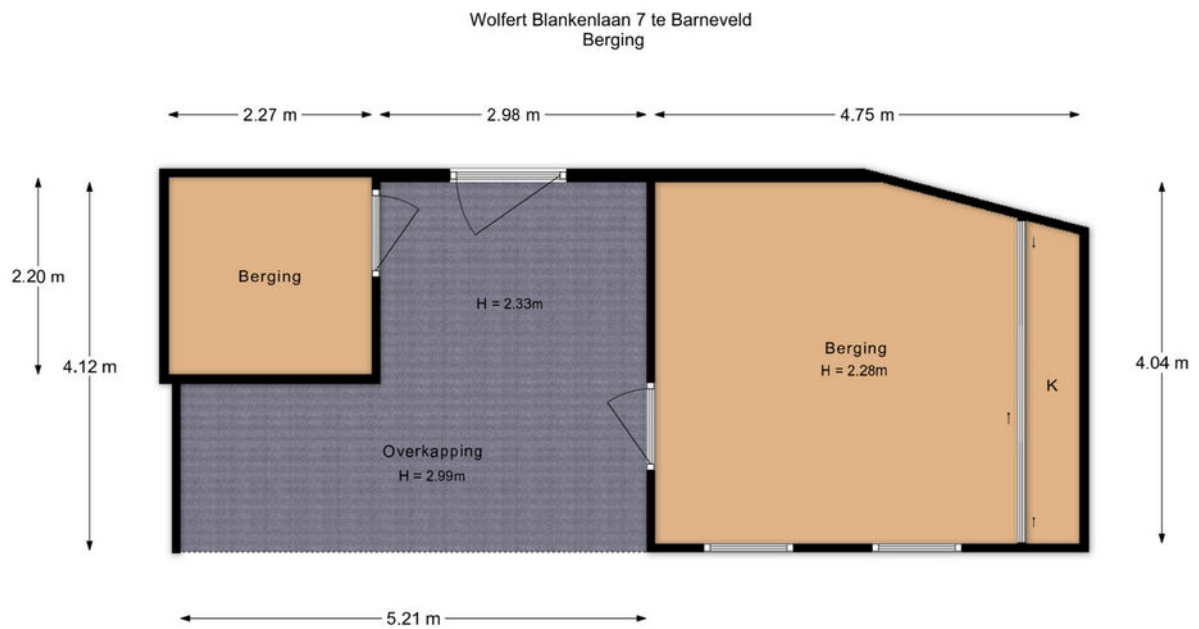 Wolfert Blankenlaan 7 te Barneveld
Berging
2.27 m
2.98 m
4.75 m
2.20 m
4.12 m
Berging
H = 2.33m
Berging
H = 2.28m
K
4.04 m
Overkapping
H = 2.99m
5.21 m